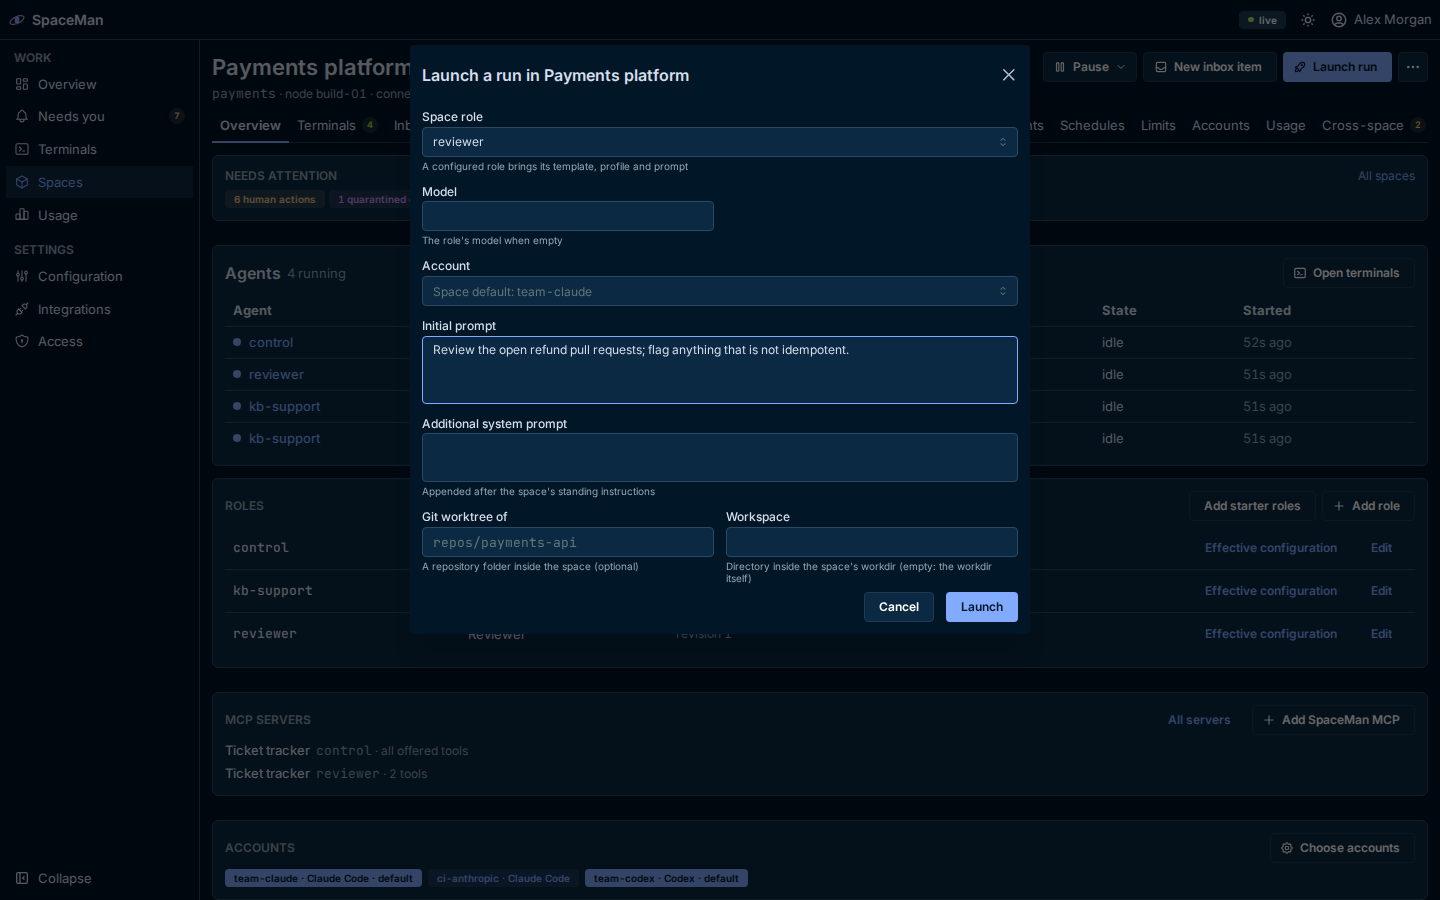 SpaceMan
live
Alex Morgan
WORK
Overview
Needs you
7
Terminals
Spaces
Usage
SETTINGS
Configuration
Integrations
Access
Collapse
Payments platform
payments · node build-01 ·
Pause
New inbox item
Launch run
Overview
Terminals 4
Schedules
Limits
Accounts
Usage
Cross-space 2
NEEDS ATTENTION
All spaces
6 human actions
1 quarantined
Agents 4 running
Open terminals
Agent
State
Started
control
idle
52s ago
reviewer
idle
51s ago
kb-support
idle
51s ago
kb-support
idle
51s ago
ROLES
Add starter roles
Add role
control
Effective configuration
Edit
kb-support
Effective configuration
Edit
reviewer
Reviewer
revision 1
Effective configuration
Edit
MCP SERVERS
All servers
Add SpaceMan MCP
Ticket tracker control · all offered tools
Ticket tracker reviewer · 2 tools
ACCOUNTS
Choose accounts
team-claude · Claude Code · default
ci-anthropic · Claude Code
team-codex · Codex · default
Launch a run in Payments platform
Space role
reviewer
A configured role brings its template, profile and prompt
Model
The role's model when empty
Account
Space default: team-claude
Initial prompt
Review the open refund pull requests; flag anything that is not idempotent.
Additional system prompt
Appended after the space's standing instructions
Git worktree of
repos/payments-api
A repository folder inside the space (optional)
Workspace
Directory inside the space's workdir (empty: the workdir
itself)
Cancel
Launch